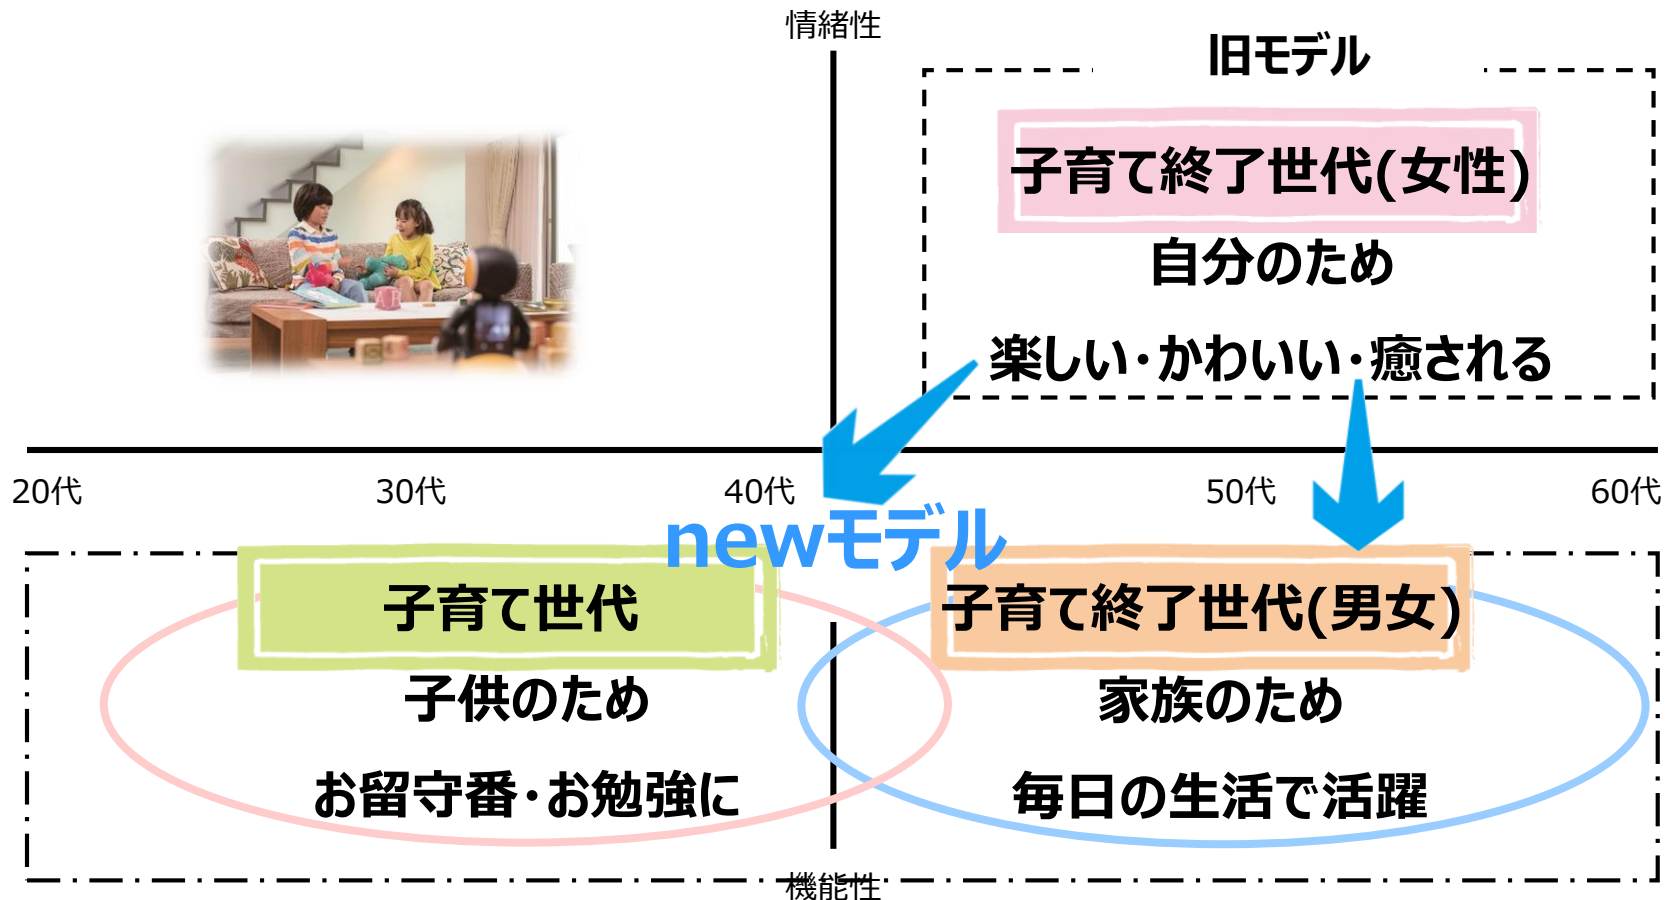 情緒性
旧モデル
子育て終了世代(女性)
自分のため
楽しい・かわいい・癒される
20代
30代
40代
50代
60代
newモデル
子育て世代
子供のため
お留守番・お勉強に
子育て終了世代(男女)
家族のため
毎日の生活で活躍
機能性